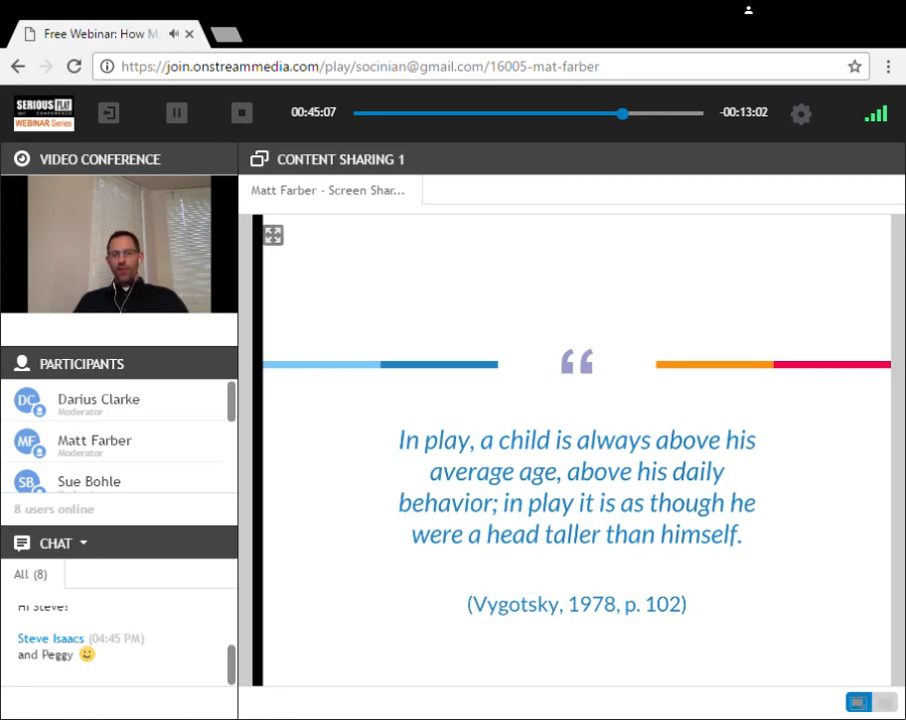 Free Webinar: How M
https://join.onstreammedia.com/play/socinian@gmail.com/16005-mat-farber
SERIOUS PLAY
CONFERENCE
WEBINAR Series
00:45:07
-00:13:02
VIDEO CONFERENCE
CONTENT SHARING 1
Matt Farber - Screen Shar...
PARTICIPANTS
DC
Darius Clarke
Moderator
MF
Matt Farber
Moderator
SB
Sue Bohle
8 users online
CHAT
All (8)
Hi Steve!
Steve Isaacs (04:45 PM)
and Peggy
In play, a child is always above his
average age, above his daily
behavior; in play it is as though he
were a head taller than himself.
(Vygotsky, 1978, p. 102)